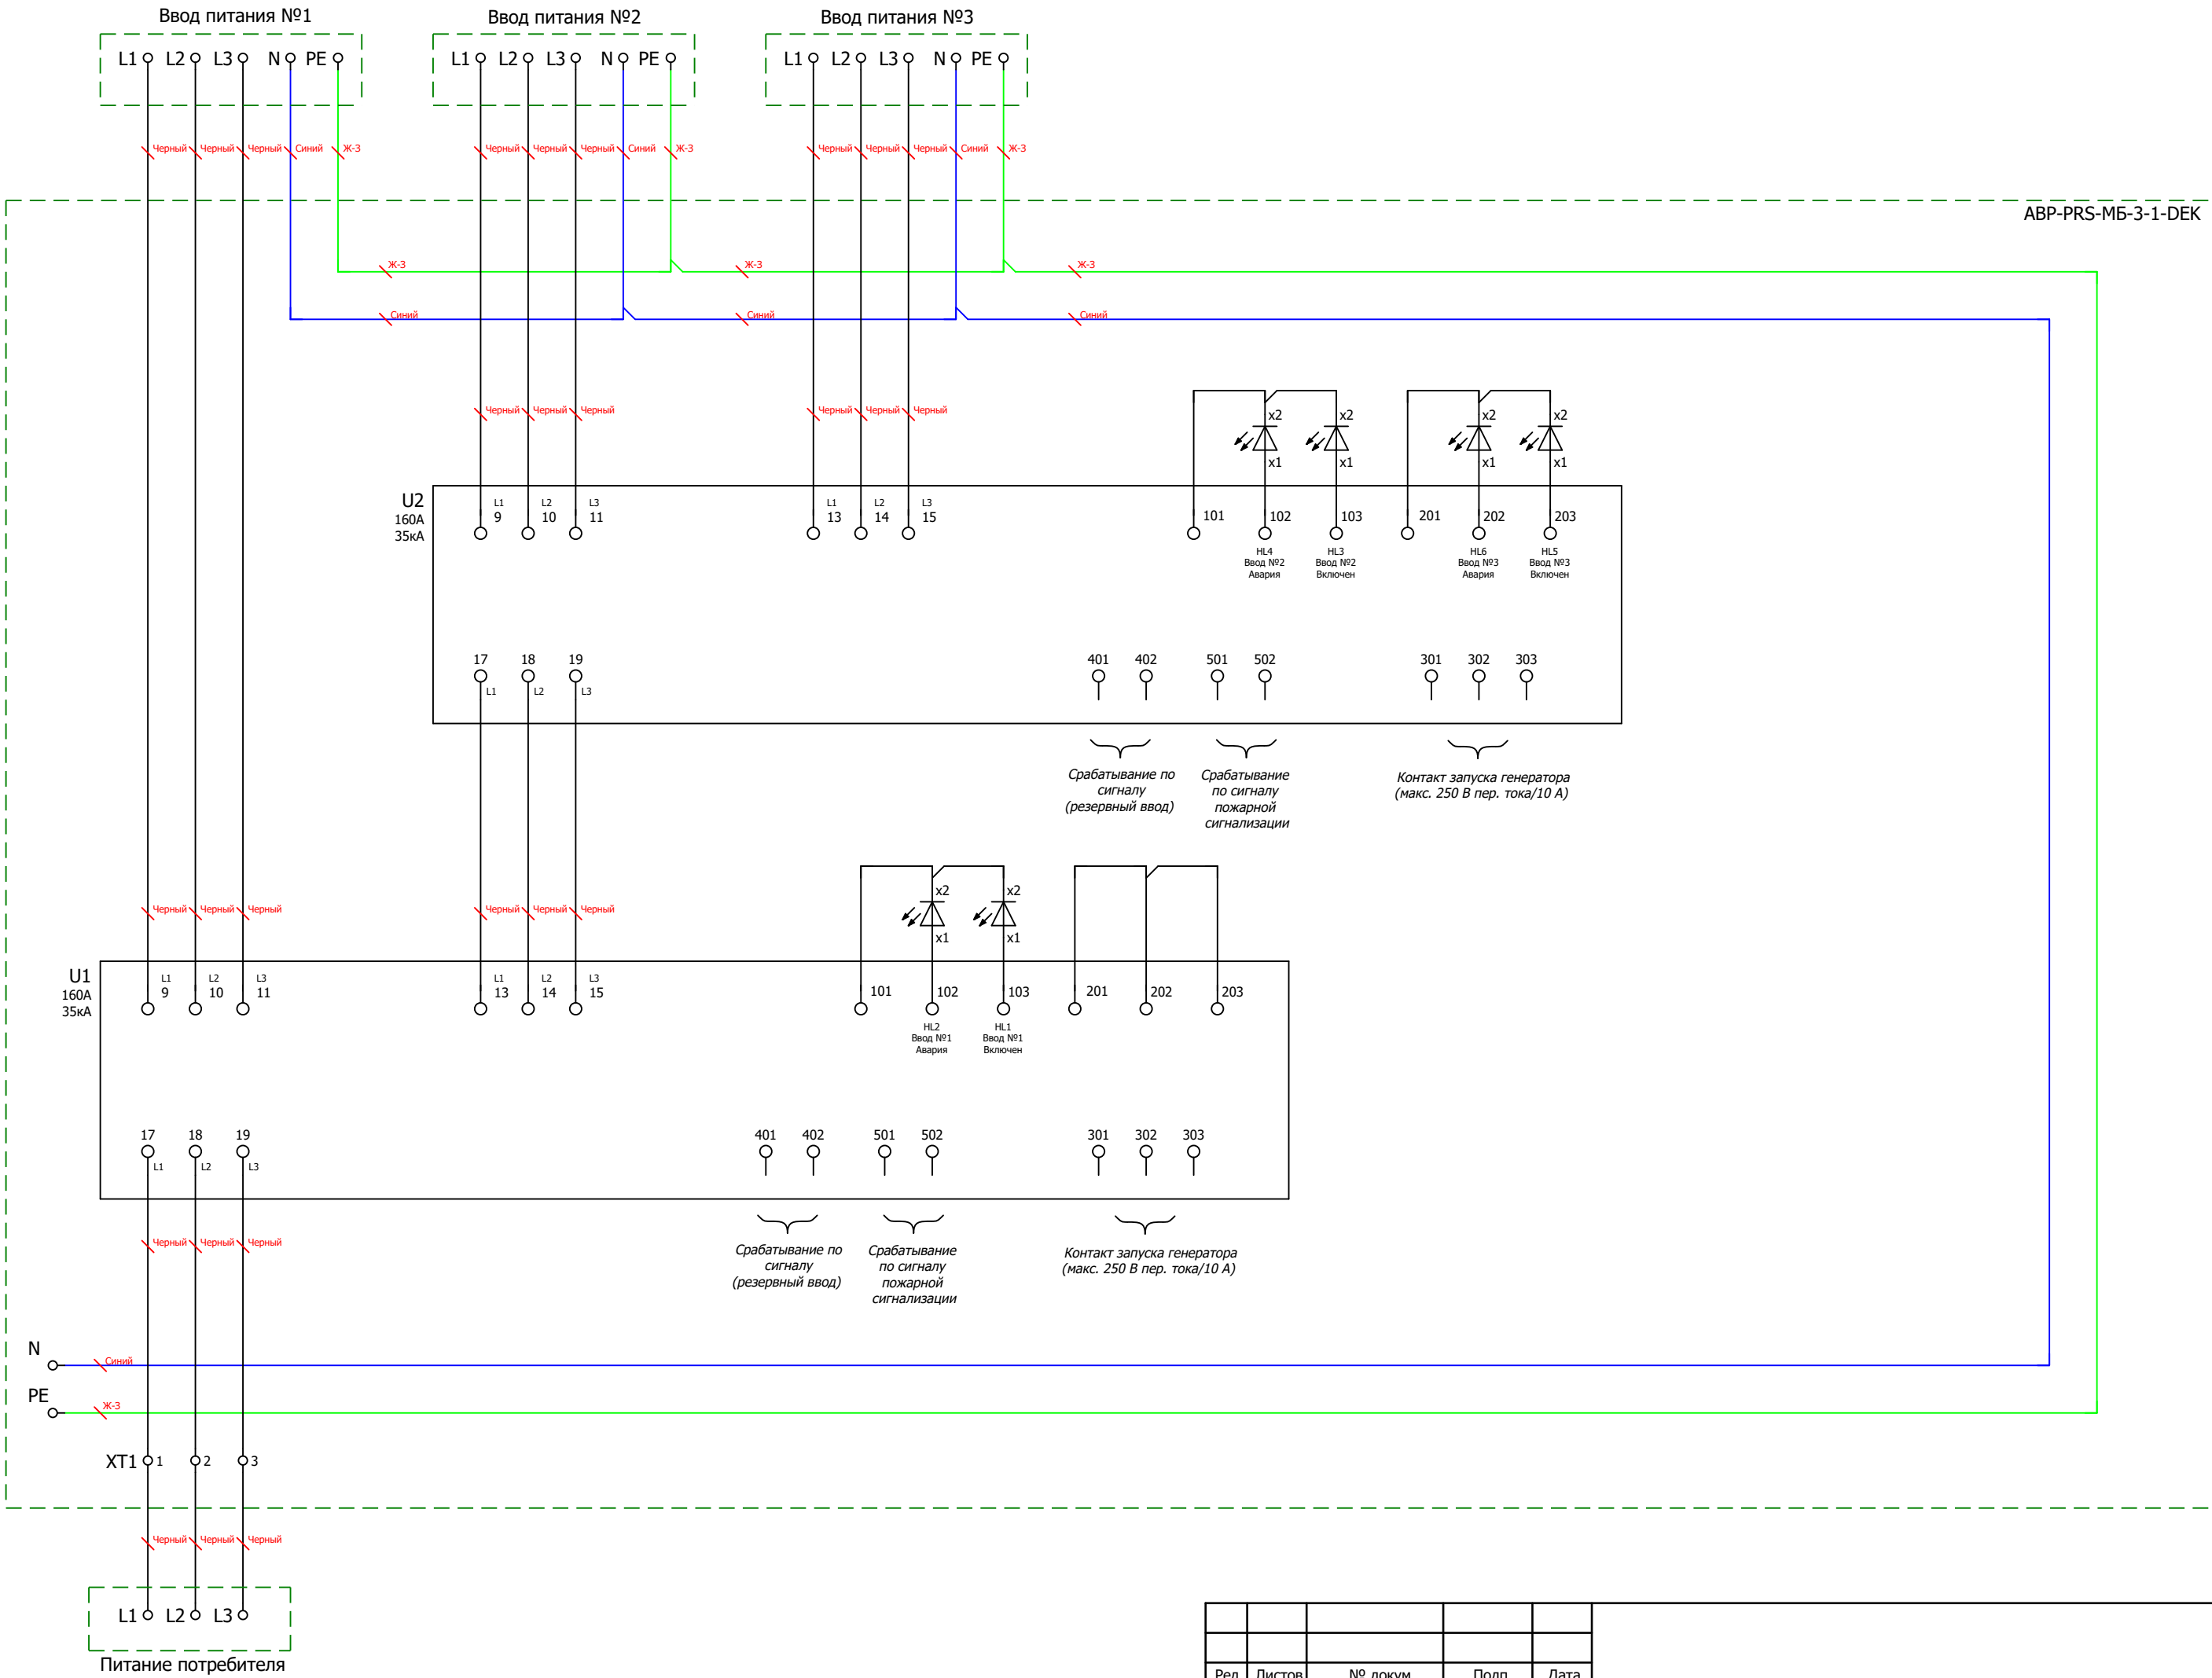 Ввод питания №1 Ввод питания №2 Ввод питания №3
L1 L2 L3 N PE L1 L2 L3 N PE L1 L2 L3 N PE
Черный Черный Черный Синий Ж-З Черный Черный Черный Синий Ж-З Черный Черный Черный Синий Ж-З
АВР-PRS-МБ-3-1-DEK
Ж-З Ж-З Ж-З
Синий Синий Синий
Черный Черный Черный Черный Черный Черный
x2 x2 x2 x2
x1 x1 x1 x1
U2
160А
35кА
L1 L2 L3 L1 L2 L3
9 10 11 13 14 15 101 102 103 201 202 203
HL4 HL3 HL6 HL5
Ввод №2 Ввод №2 Ввод №3 Ввод №3
Авария Включен Авария Включен
17 18 19 401 402 501 502 301 302 303
L1 L2 L3
Срабатывание по
сигналу
(резервный ввод)
Срабатывание
по сигналу
пожарной
сигнализации
Контакт запуска генератора
(макс. 250 В пер. тока/10 А)
x2 x2
Черный Черный Черный Черный Черный Черный
x1 x1
U1
160А
35кА
L1 L2 L3 L1 L2 L3
9 10 11 13 14 15 101 102 103 201 202 203
HL2 HL1
Ввод №1 Ввод №1
Авария Включен
17 18 19 401 402 501 502 301 302 303
L1 L2 L3
Черный Черный Черный
Срабатывание по
сигналу
(резервный ввод)
Срабатывание
по сигналу
пожарной
сигнализации
Контакт запуска генератора
(макс. 250 В пер. тока/10 А)
N
Синий
PE
Ж-З
XT1 1 2 3
Черный Черный Черный
L1 L2 L3
Питание потребителя
Ред Листов № докум Подп Дата